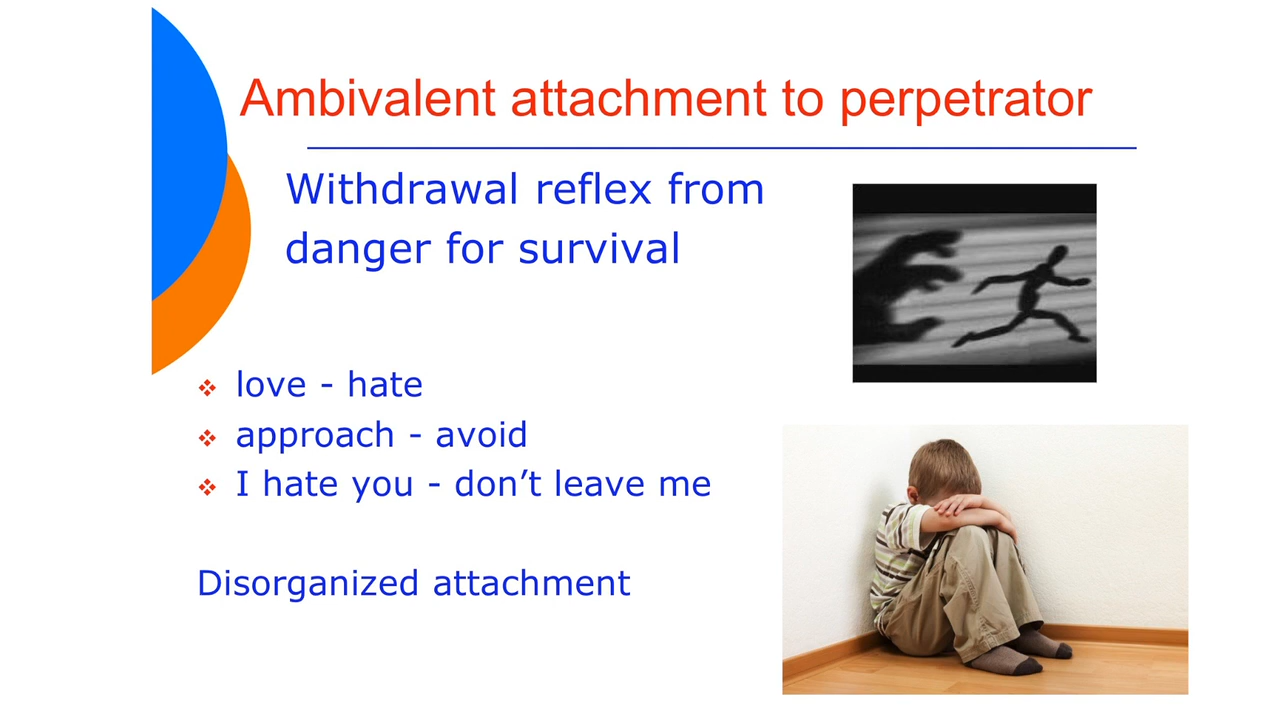 Ambivalent attachment to perpetrator
Withdrawal reflex from
danger for survival
❖ love - hate
❖ approach - avoid
❖ I hate you - don’t leave me
Disorganized attachment